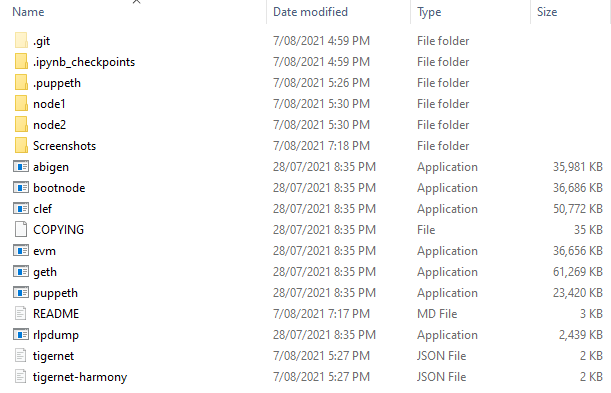 Name Date modified Type Size
.git 7/08/2021 4:59 PM File folder
.ipynb_checkpoints 7/08/2021 4:59 PM File folder
.puppeth 7/08/2021 5:26 PM File folder
node1 7/08/2021 5:30 PM File folder
node2 7/08/2021 5:30 PM File folder
Screenshots 7/08/2021 7:18 PM File folder
abigen 28/07/2021 8:35 PM Application 35,981 KB
bootnode 28/07/2021 8:35 PM Application 36,686 KB
clef 28/07/2021 8:35 PM Application 50,772 KB
COPYING 28/07/2021 8:35 PM File 35 KB
evm 28/07/2021 8:35 PM Application 36,656 KB
geth 28/07/2021 8:35 PM Application 61,269 KB
puppeth 28/07/2021 8:35 PM Application 23,420 KB
README 7/08/2021 7:17 PM MD File 3 KB
rlpdump 28/07/2021 8:35 PM Application 2,439 KB
tigernet 7/08/2021 5:27 PM JSON File 2 KB
tigernet-harmony 7/08/2021 5:27 PM JSON File 2 KB